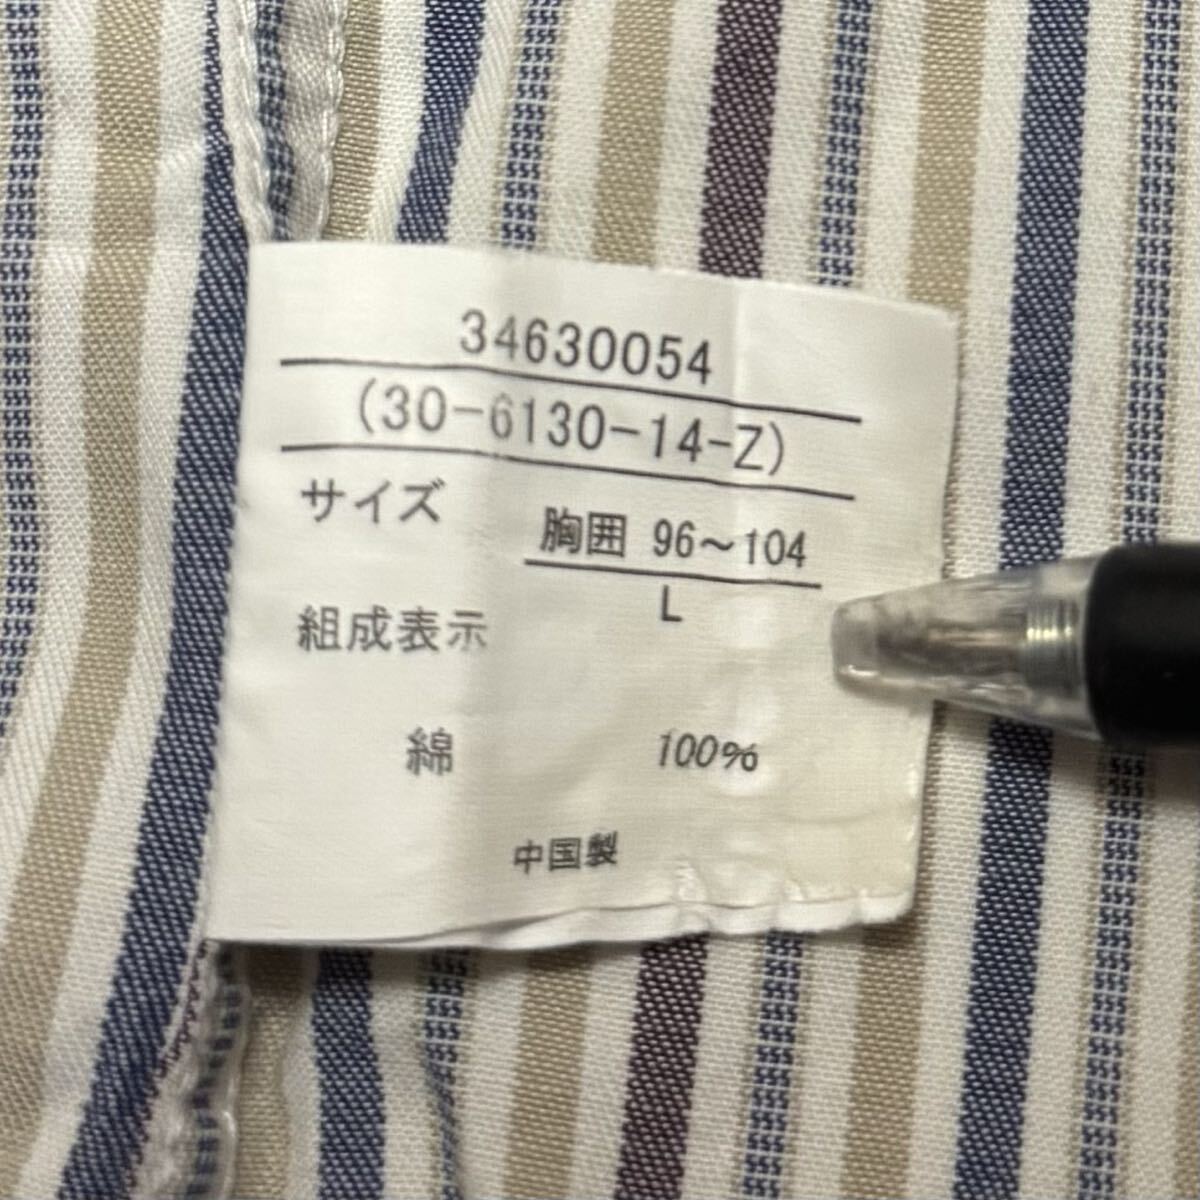 34630054
(30-6130-14-Z)
サイズ
胸囲 96~104
L
組成表示
綿 100%
中国製